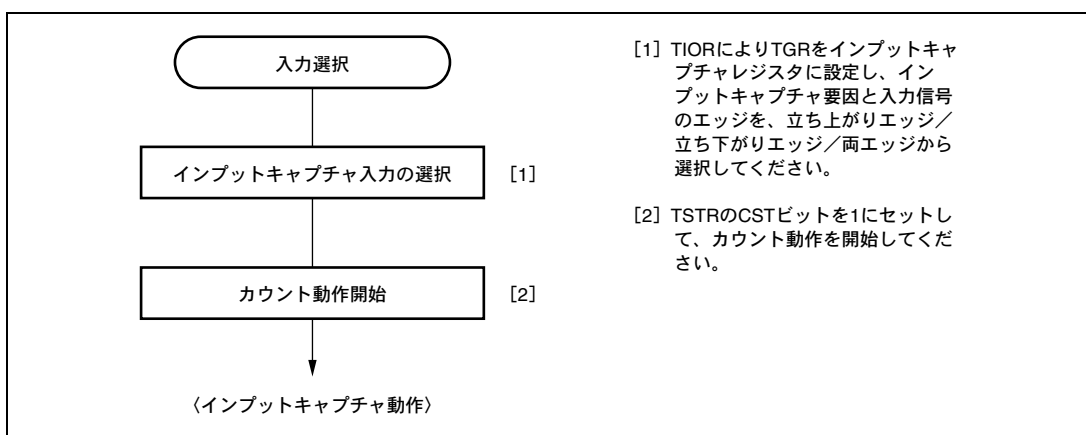 入力選択
インプットキャプチャ入力の選択 [1]
カウント動作開始 [2]
〈インプットキャプチャ動作〉
[1] TIORによりTGRをインプットキャ
プチャレジスタに設定し、イン
プットキャプチャ要因と入力信号
のエッジを、立ち上がりエッジ／
立ち下がりエッジ／両エッジから
選択してください。
[2] TSTRのCSTビットを1にセットし
て、カウント動作を開始してくだ
さい。